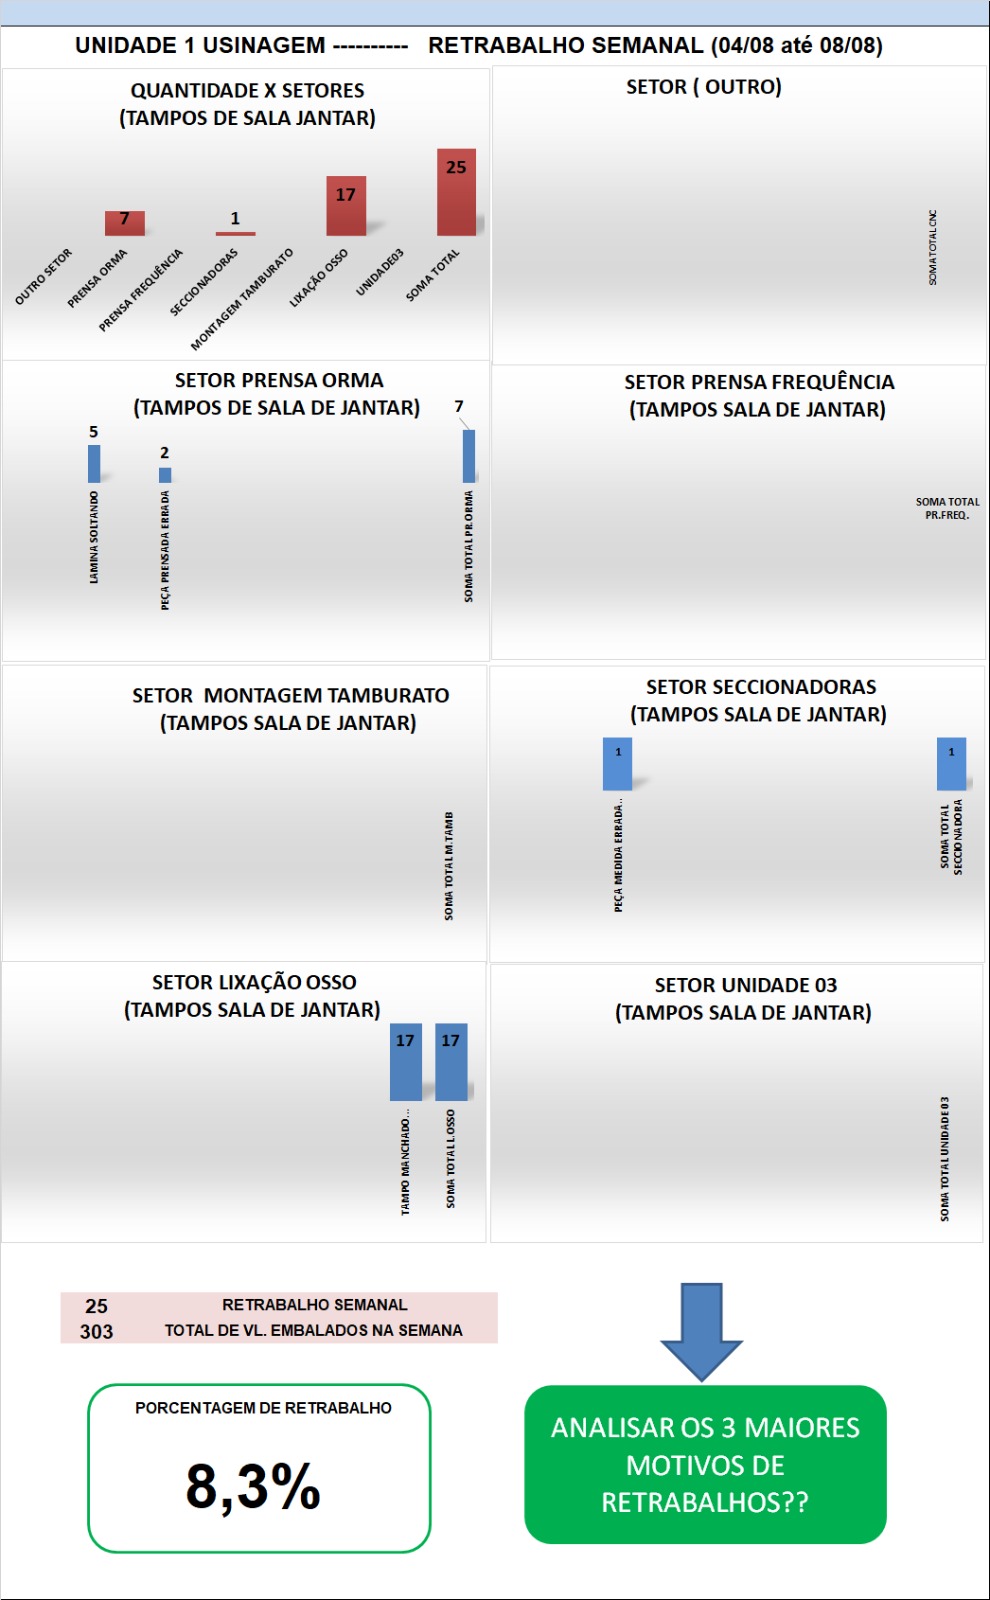 UNIDADE 1 USINAGEM ---------- RETRABALHO SEMANAL (04/08 até 08/08)
QUANTIDADE X SETORES
(TAMPOS DE SALA JANTAR)
7
1
17
25
OUTRO SETOR
PRENSA ORMA
PRENSA FREQUÊNCIA
SECCIONADORAS
MONTAGEM TAMBURATO
LIXAÇÃO OSSO
UNIDADE03
SOMA TOTAL
SETOR ( OUTRO)
SOMA TOTAL CNC
SETOR PRENSA ORMA
(TAMPOS DE SALA DE JANTAR)
5
2
7
LAMINA SOLTANDO
PEÇA PRENSADA ERRADA
SOMA TOTAL PR.ORMA
SETOR PRENSA FREQUÊNCIA
(TAMPOS SALA DE JANTAR)
SOMA TOTAL
PR.FREQ.
SETOR MONTAGEM TAMBURATO
(TAMPOS SALA DE JANTAR)
SOMA TOTAL M.TAMB
SETOR SECCIONADORAS
(TAMPOS SALA DE JANTAR)
1
1
PEÇA MEDIDA ERRADA..
SOMA TOTAL
SECCIONADORA
SETOR LIXAÇÃO OSSO
(TAMPOS SALA DE JANTAR)
17
17
TAMPO MANCHADO...
SOMA TOTAL L.OSSO
SETOR UNIDADE 03
(TAMPOS SALA DE JANTAR)
SOMA TOTAL UNIDADE 03
25 RETRABALHO SEMANAL
303 TOTAL DE VL. EMBALADOS NA SEMANA
PORCENTAGEM DE RETRABALHO
8,3%
ANALISAR OS 3 MAIORES
MOTIVOS DE
RETRABALHOS??